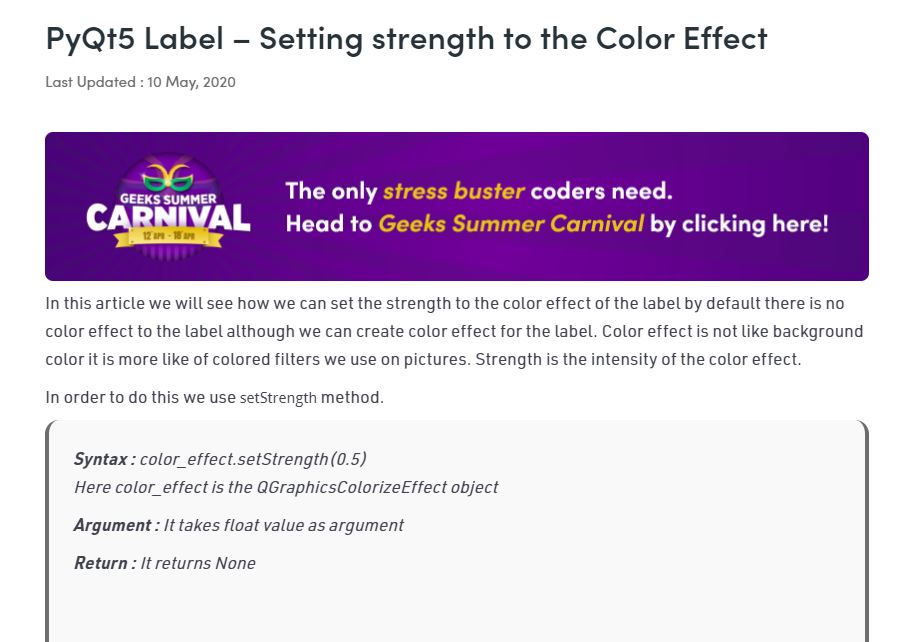 PyQt5 Label – Setting strength to the Color Effect
Last Updated : 10 May, 2020
GEEKS SUMMER
CARNIVAL
12 APR - 18 APR
The only stress buster coders need.
Head to Geeks Summer Carnival by clicking here!
In this article we will see how we can set the strength to the color effect of the label by default there is no
color effect to the label although we can create color effect for the label. Color effect is not like background
color it is more like of colored filters we use on pictures. Strength is the intensity of the color effect.
In order to do this we use setStrength method.
Syntax : color_effect.setStrength(0.5)
Here color_effect is the QGraphicsColorizeEffect object
Argument : It takes float value as argument
Return : It returns None